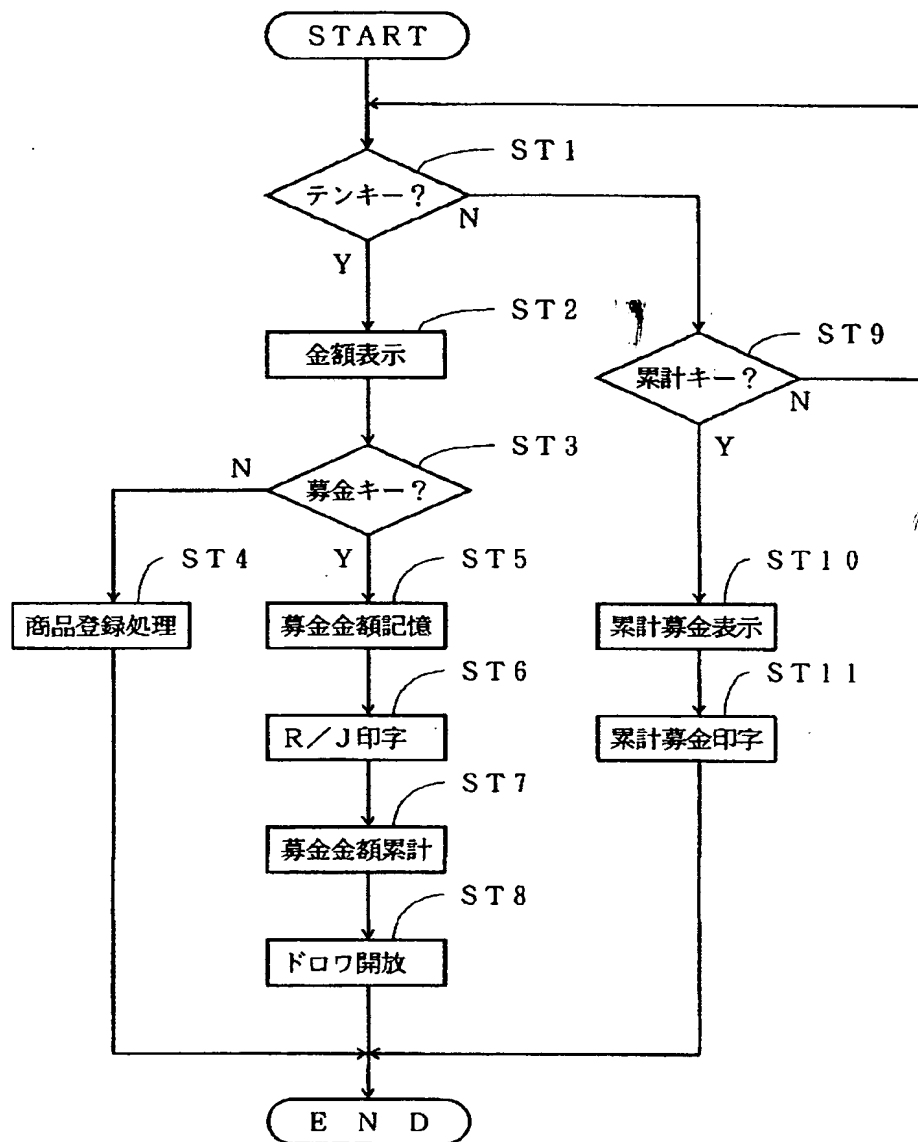 START
ST1
テンキー?
N
Y
ST2
金額表示
ST9
累計キー?
N
Y
ST3
募金キー?
N
Y
ST4
商品登録処理
ST5
募金金額記憶
ST10
累計募金表示
ST6
R/J印字
ST11
累計募金印字
ST7
募金金額累計
ST8
ドロワ開放
END